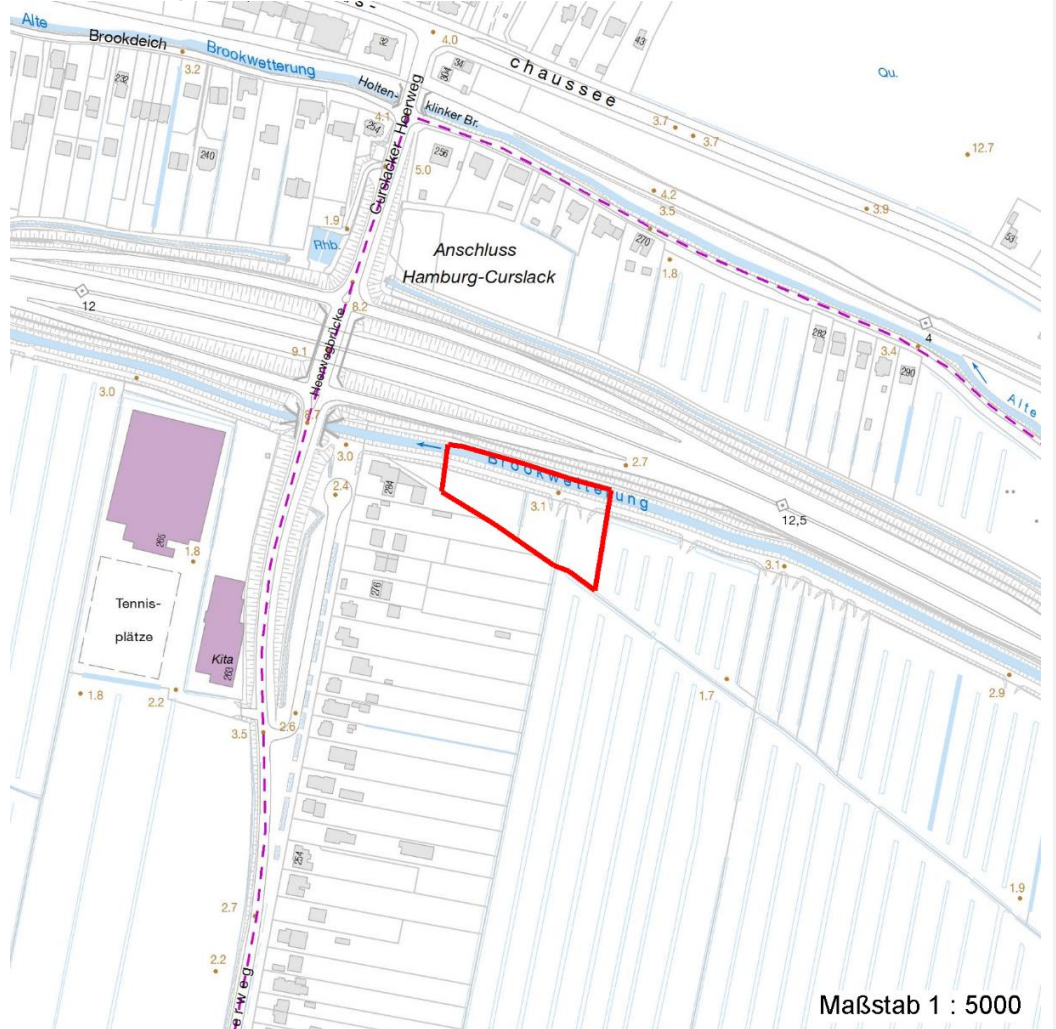 s-
Alte
Brookdeich
Brookwetterung
Holten-
klinker Br.
chaussee
Curslacker Heerweg
32
34
304
43
4.0
Qu.
3.2
232
240
254
4.1
256
5.0
3.7
3.7
12.7
4.2
3.5
3.9
53
1.9
Rhb.
Anschluss
Hamburg-Curslack
270
1.8
12
8.2
Heerwegbrücke
9.1
282
3.4
4
290
Alte
3.0
3.0
2.4
284
Brookwetterung
2.7
3.1
12,5
3.1
265
1.8
Tennis-
plätze
276
Kita
263
1.8
2.2
1.7
2.9
2.6
3.5
254
1.9
2.7
2.2
erweg
Maßstab 1 : 5000